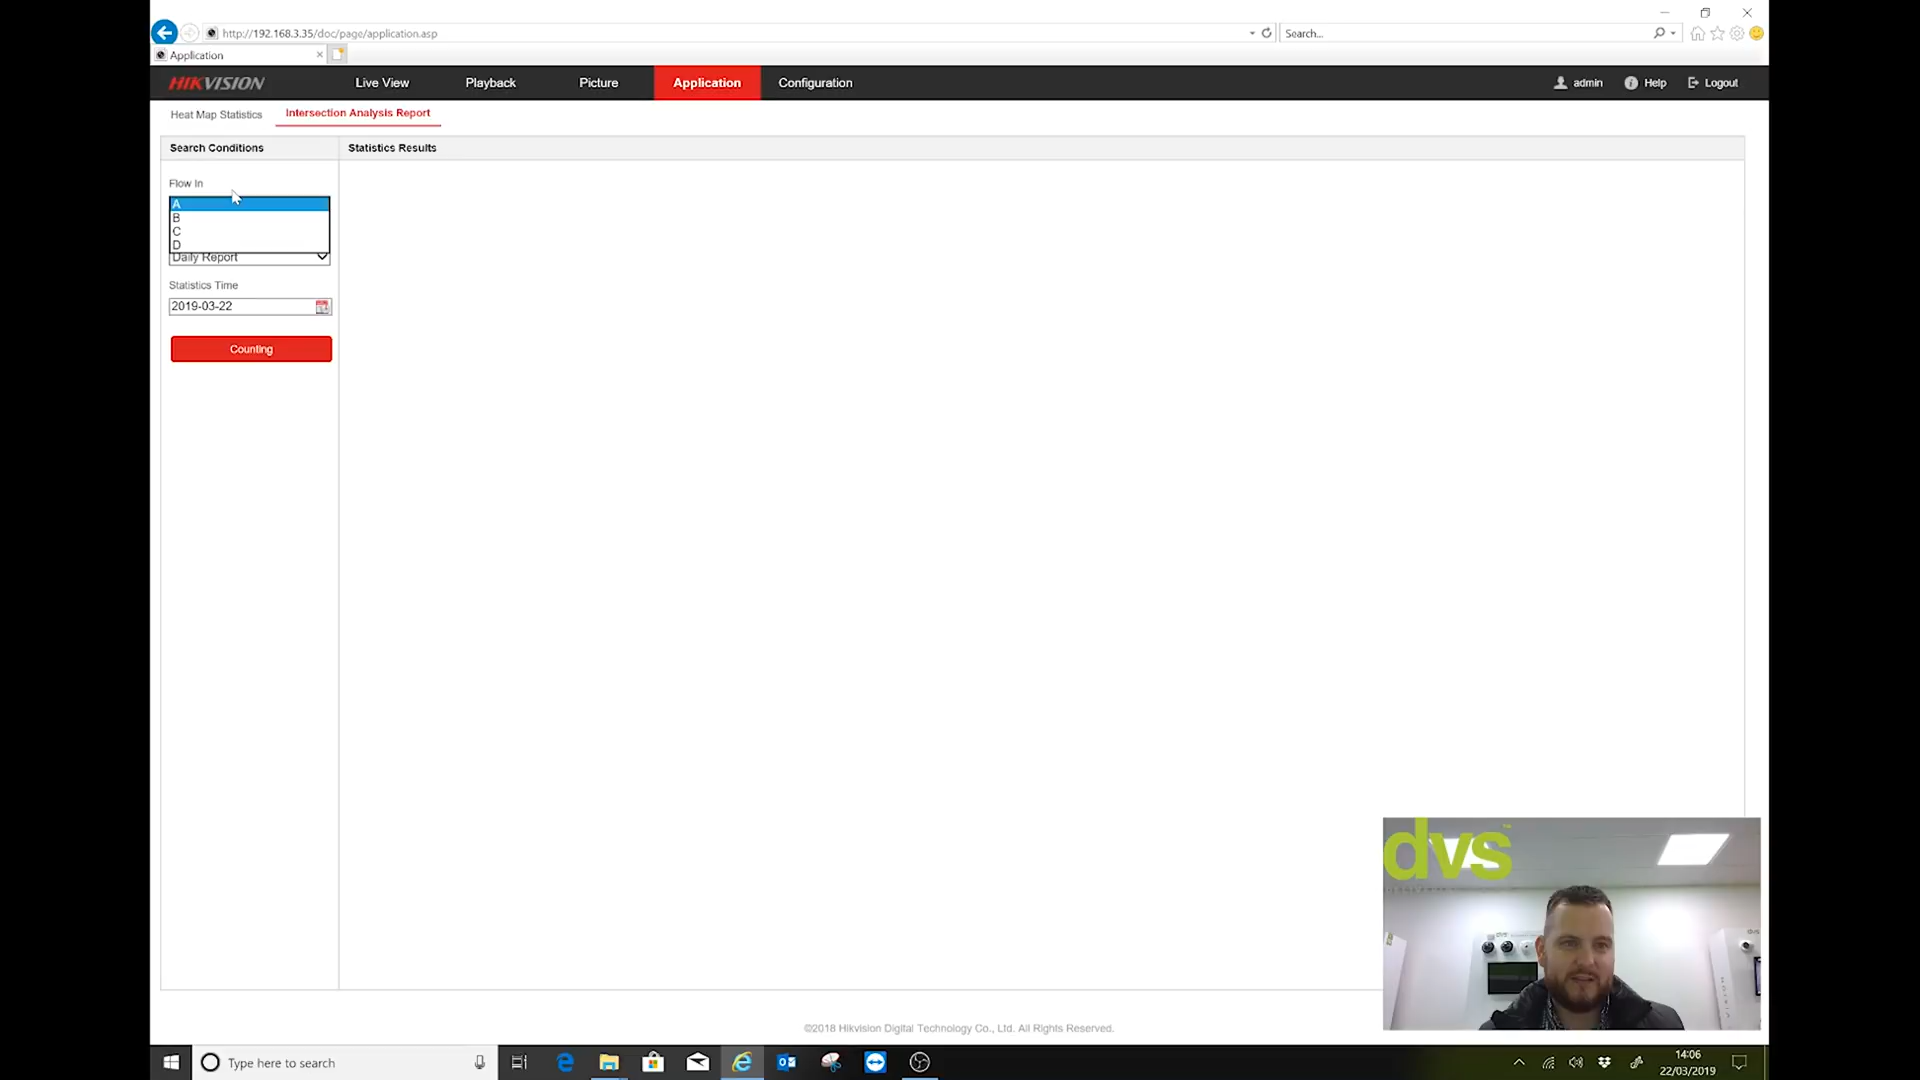 http://192.168.3.35/doc/page/application.asp
Search...
Application
HIKVISION
Live View
Playback
Picture
Application
Configuration
admin
Help
Logout
Heat Map Statistics
Intersection Analysis Report
Search Conditions
Statistics Results
Flow In
A
B
C
D
Daily Report
Statistics Time
2019-03-22
Counting
dvs
©2018 Hikvision Digital Technology Co., Ltd. All Rights Reserved.
Type here to search
14:06
22/03/2019